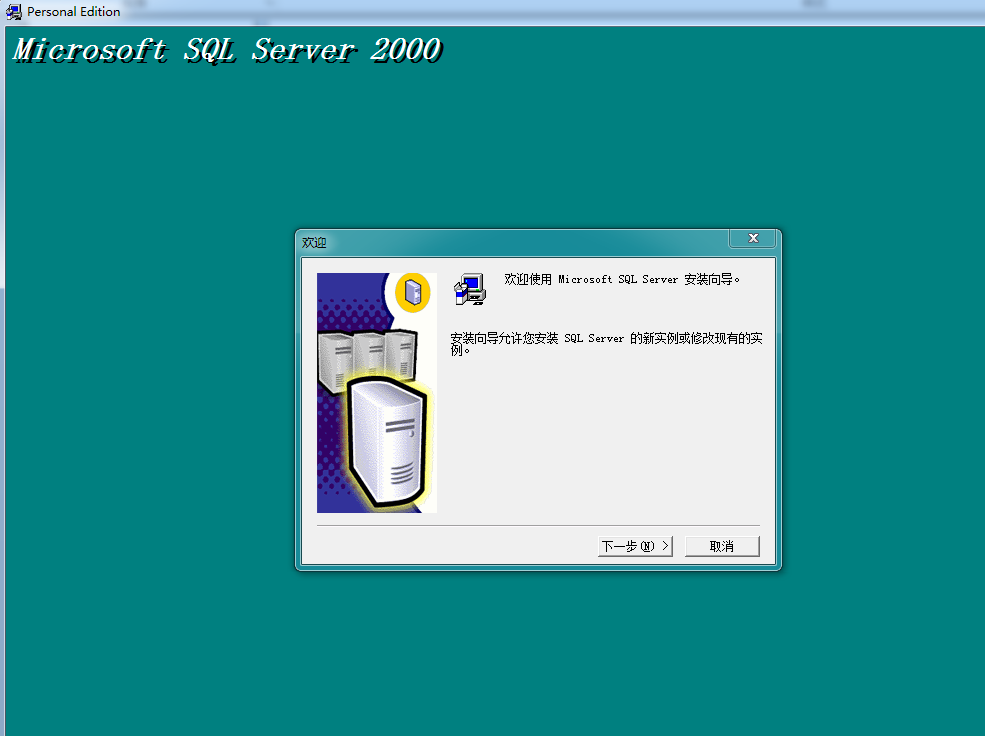 Personal Edition
Microsoft SQL Server 2000
欢迎
欢迎使用 Microsoft SQL Server 安装向导。
安装向导允许您安装 SQL Server 的新实例或修改现有的实
例。
下一步(N) >
取消